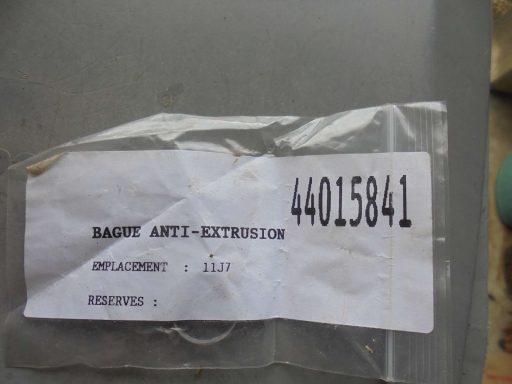 44015841
BAGUE ANTI-EXTRUSION
EMPLACEMENT : 11J7
RESERVES :